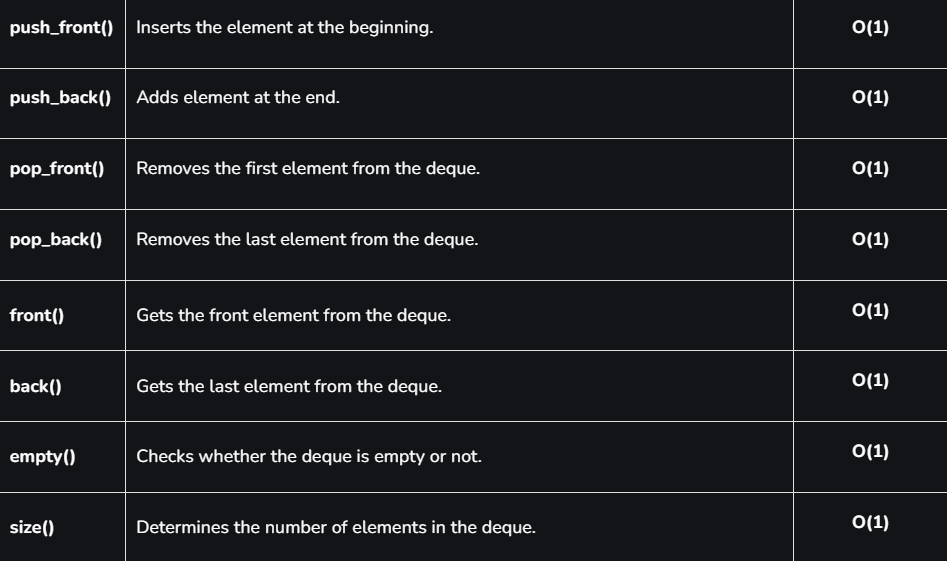 push_front() Inserts the element at the beginning. O(1)
push_back() Adds element at the end. O(1)
pop_front() Removes the first element from the deque. O(1)
pop_back() Removes the last element from the deque. O(1)
front() Gets the front element from the deque. O(1)
back() Gets the last element from the deque. O(1)
empty() Checks whether the deque is empty or not. O(1)
size() Determines the number of elements in the deque. O(1)